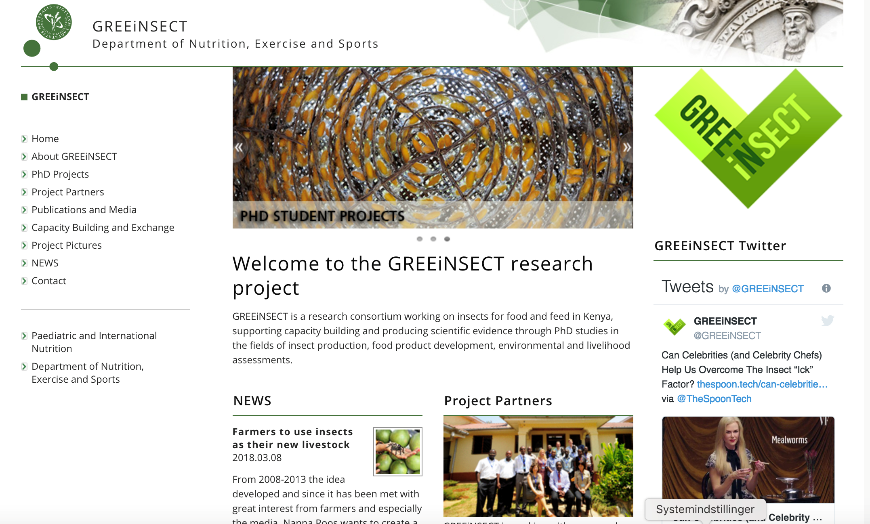 GREEiNSECT
Department of Nutrition, Exercise and Sports
GREEiNSECT
Home
About GREEiNSECT
PhD Projects
Project Partners
Publications and Media
Capacity Building and Exchange
Project Pictures
NEWS
Contact
Paediatric and International
Nutrition
Department of Nutrition,
Exercise and Sports
«
»
PHD STUDENT PROJECTS
Welcome to the GREEiNSECT research
project
GREEiNSECT is a research consortium working on insects for food and feed in Kenya,
supporting capacity building and producing scientific evidence through PhD studies in
the fields of insect production, food product development, environmental and livelihood
assessments.
NEWS
Farmers to use insects
as their new livestock
2018.03.08
From 2008-2013 the idea
developed and since it has been met with
great interest from farmers and especially
the media. Nanna Roos wants to create a
Project Partners
GREEiNSECT
GREEiNSECT Twitter
Tweets by @GREEiNSECT
GREEiNSECT
@GREEiNSECT
Can Celebrities (and Celebrity Chefs)
Help Us Overcome The Insect “Ick”
Factor? thespoon.tech/can-celebritie…
via @TheSpoonTech
Mealworms
Systemindstillinger